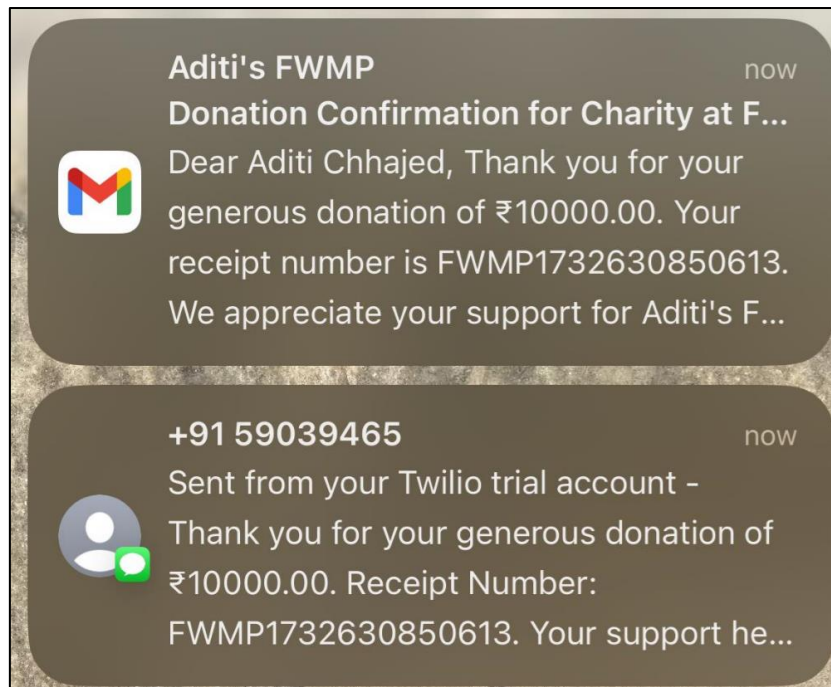 Aditi's FWMP
now
Donation Confirmation for Charity at F...
Dear Aditi Chhajed, Thank you for your
generous donation of ₹10000.00. Your
receipt number is FWMP1732630850613.
We appreciate your support for Aditi's F...
+91 59039465
now
Sent from your Twilio trial account -
Thank you for your generous donation of
₹10000.00. Receipt Number:
FWMP1732630850613. Your support he...